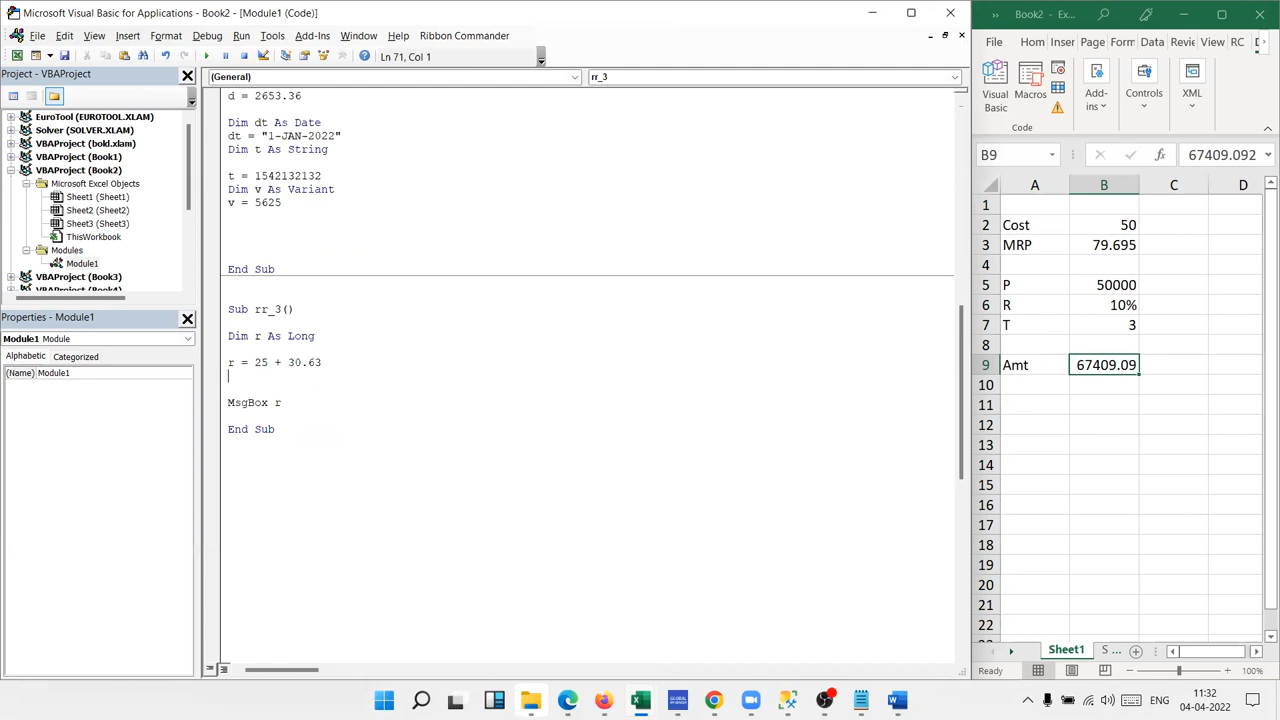 Microsoft Visual Basic for Applications - Book2 - [Module1 (Code)]
File Edit View Insert Format Debug Run Tools Add-Ins Window Help Ribbon Commander
Ln 71, Col 1
Project - VBAProject
EuroTool (EUROTOOL.XLAM)
Solver (SOLVER.XLAM)
VBAProject (bold.xlam)
VBAProject (Book1)
VBAProject (Book2)
Microsoft Excel Objects
Sheet1 (Sheet1)
Sheet2 (Sheet2)
Sheet3 (Sheet3)
ThisWorkbook
Modules
Module1
VBAProject (Book3)
VBAProject (Book4)
Properties - Module1
Module1 Module
Alphabetic Categorized
(Name) Module1
(General) rr_3
d = 2653.36
Dim dt As Date
dt = "1-JAN-2022"
Dim t As String
t = 1542132132
Dim v As Variant
v = 5625
End Sub
Sub rr_3()
Dim r As Long
r = 25 + 30.63
MsgBox r
End Sub
Book2 - Ex...
File Hom Inser Page Form Data Revie View RC
Visual Basic
Macros
Add-ins
Controls
XML
Code
B9 fx 67409.092
A B C D
1
2 Cost 50
3 MRP 79.695
4
5 P 50000
6 R 10%
7 T 3
8
9 Amt 67409.09
10
11
12
13
14
15
16
17
18
19
20
21
22
Sheet1 S ...
Ready 100%
ENG 11:32
04-04-2022